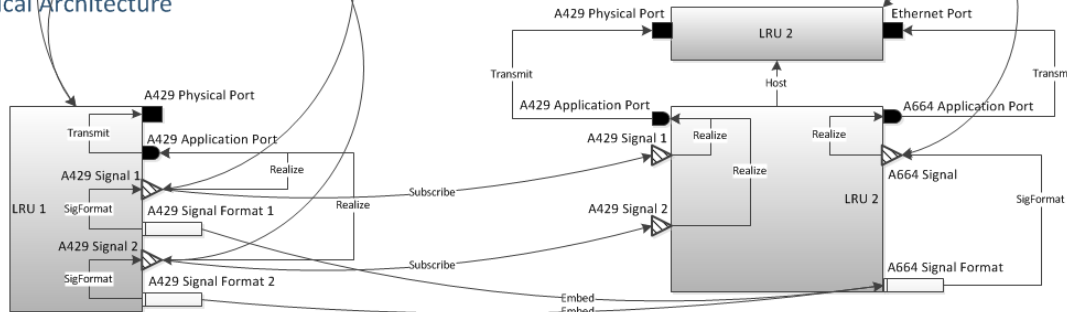 ical Architecture
A429 Physical Port
Ethernet Port
LRU 2
Transmit
Host
Transm
A429 Physical Port
A429 Application Port
A664 Application Port
Transmit
A429 Application Port
A429 Signal 1
Realize
Realize
Realize
Realize
A429 Signal 1
A664 Signal
SigFormat
Subscribe
LRU 1
Realize
A429 Signal 2
LRU 2
SigFormat
A429 Signal Format 1
A429 Signal 2
Subscribe
A664 Signal Format
SigFormat
A429 Signal Format 2
Embed
Embed